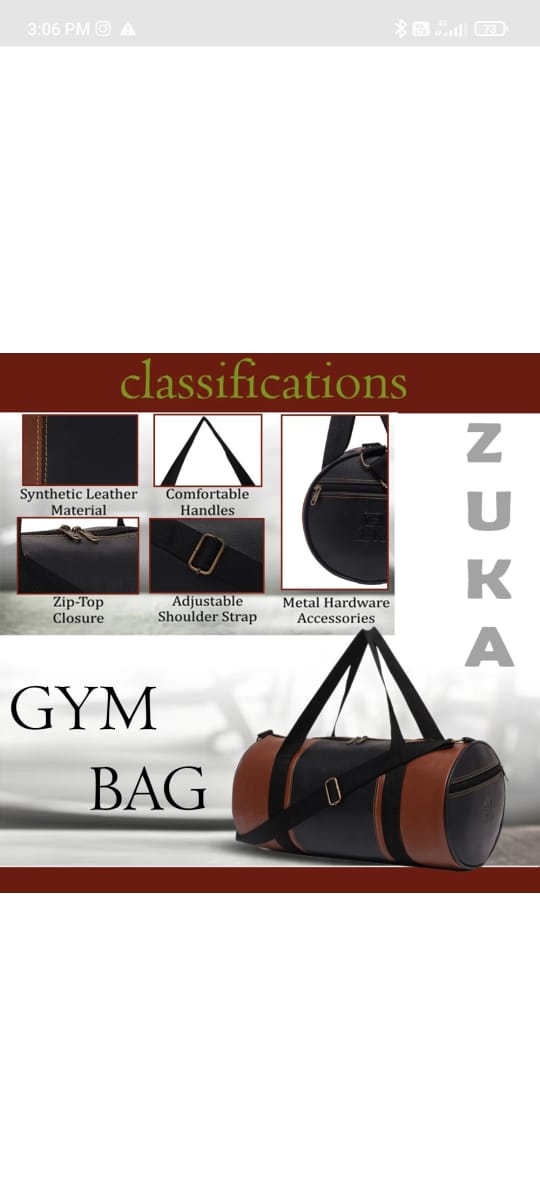 3:06 PM
4G
73
classifications
Synthetic Leather
Material
Comfortable
Handles
Zip-Top
Closure
Adjustable
Shoulder Strap
Metal Hardware
Accessories
Z
U
K
A
GYM
BAG